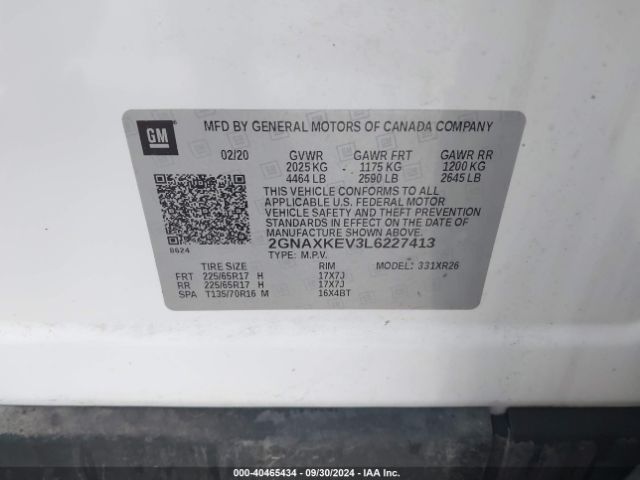 GM
MFD BY GENERAL MOTORS OF CANADA COMPANY
02/20 GVWR GAWR FRT GAWR RR
2025 KG 1175 KG 1200 KG
4464 LB 2590 LB 2645 LB
THIS VEHICLE CONFORMS TO ALL
APPLICABLE U.S. FEDERAL MOTOR
VEHICLE SAFETY AND THEFT PREVENTION
STANDARDS IN EFFECT ON THE DATE OF
MANUFACTURE SHOWN ABOVE.
8624 2GNAXKEV3L6227413
TYPE: M.P.V. MODEL: 331XR26
TIRE SIZE RIM
FRT 225/65R17 H 17X7J
RR 225/65R17 H 17X7J
SPA T135/70R16 M 16X4BT
000-40465434 / 09/30/2024 - IAA, Inc.